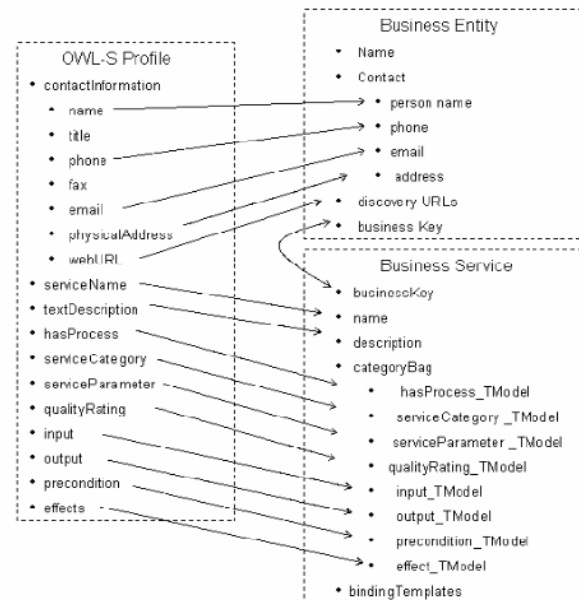 OWL-S Profile
• contactInformation
• name
• title
• phone
• fax
• email
• physicalAddress
• webURL
• serviceName
• textDescription
• hasProcess
• serviceCategory
• serviceParameter
• qualityRating
• input
• output
• precondition
• effects
Business Entity
• Name
• Contact
• person name
• phone
• email
• address
• discovery URLs
• business Key
Business Service
• businessKey
• name
• description
• categoryBag
• hasProcess_TModel
• serviceCategory _TModel
• serviceParameter _TModel
• qualityRating_TModel
• input_TModel
• output_TModel
• precondition_TModel
• effect_TModel
• bindingTemplates